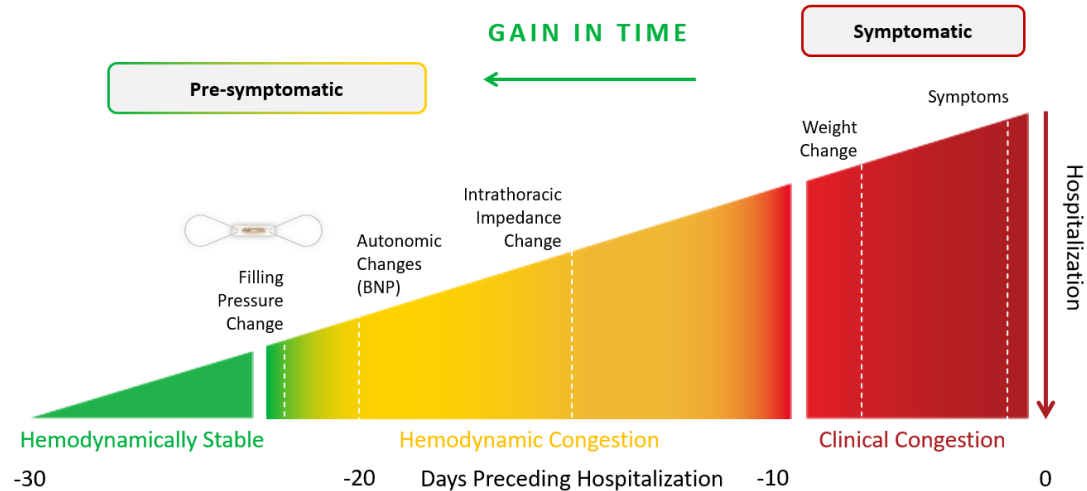 GAIN IN TIME
Symptomatic
Pre-symptomatic
Symptoms
Weight
Change
Intrathoracic
Impedance
Change
Autonomic
Changes
(BNP)
Filling
Pressure
Change
Hospitalization
Hemodynamically Stable
Hemodynamic Congestion
Clinical Congestion
-30
-20
Days Preceding Hospitalization
-10
0